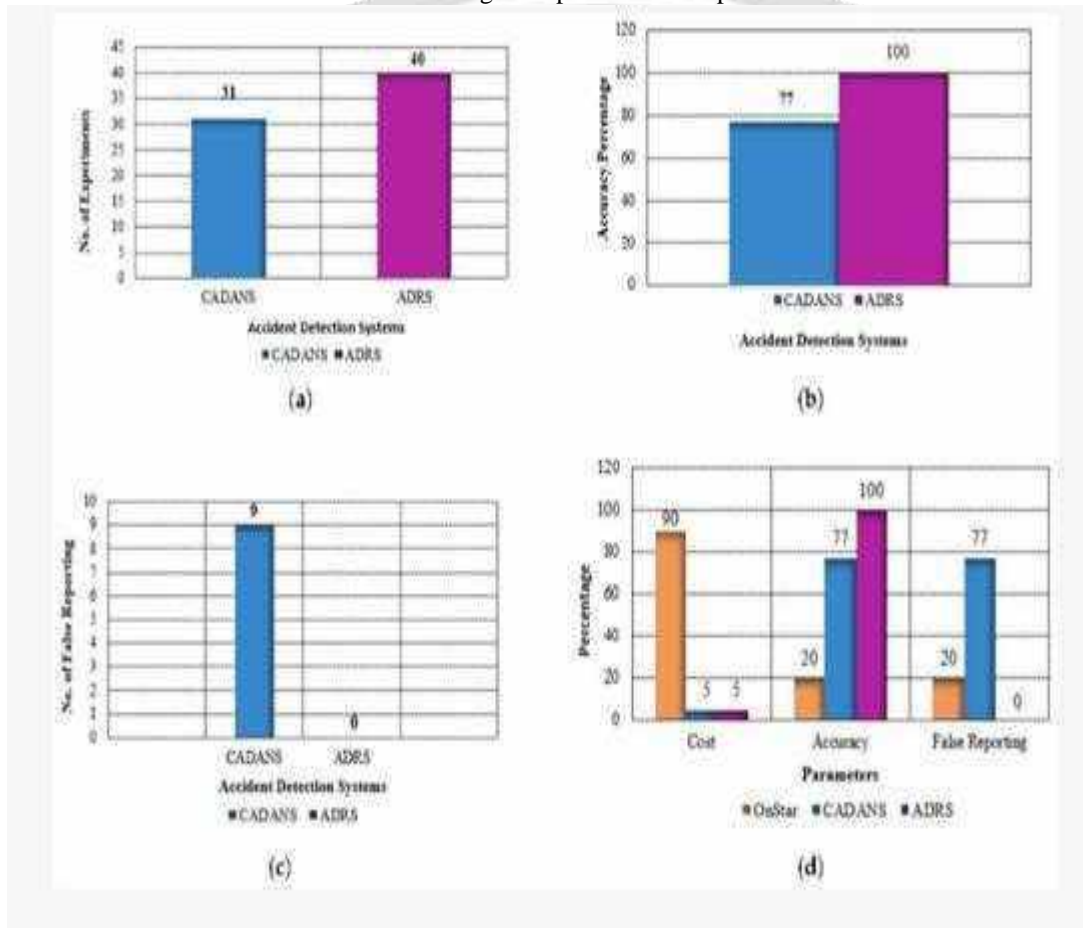 45
40
35
30
25
20
15
10
5
0
No. of Experiments
31
40
CADANS ADRS
Accident Detection Systems
CADANS ADRS
(a)
120
100
80
60
40
20
0
Accuracy Percentage
77
100
CADANS ADRS
Accident Detection Systems
(b)
10
9
8
7
6
5
4
3
2
1
0
No. of False Reporting
9
0
CADANS ADRS
Accident Detection Systems
CADANS ADRS
(c)
120
100
80
60
40
20
0
Percentage
90
5 5
20
77
100
20
77
0
Cost Accuracy False Reporting
Parameters
OnStar CADANS ADRS
(d)